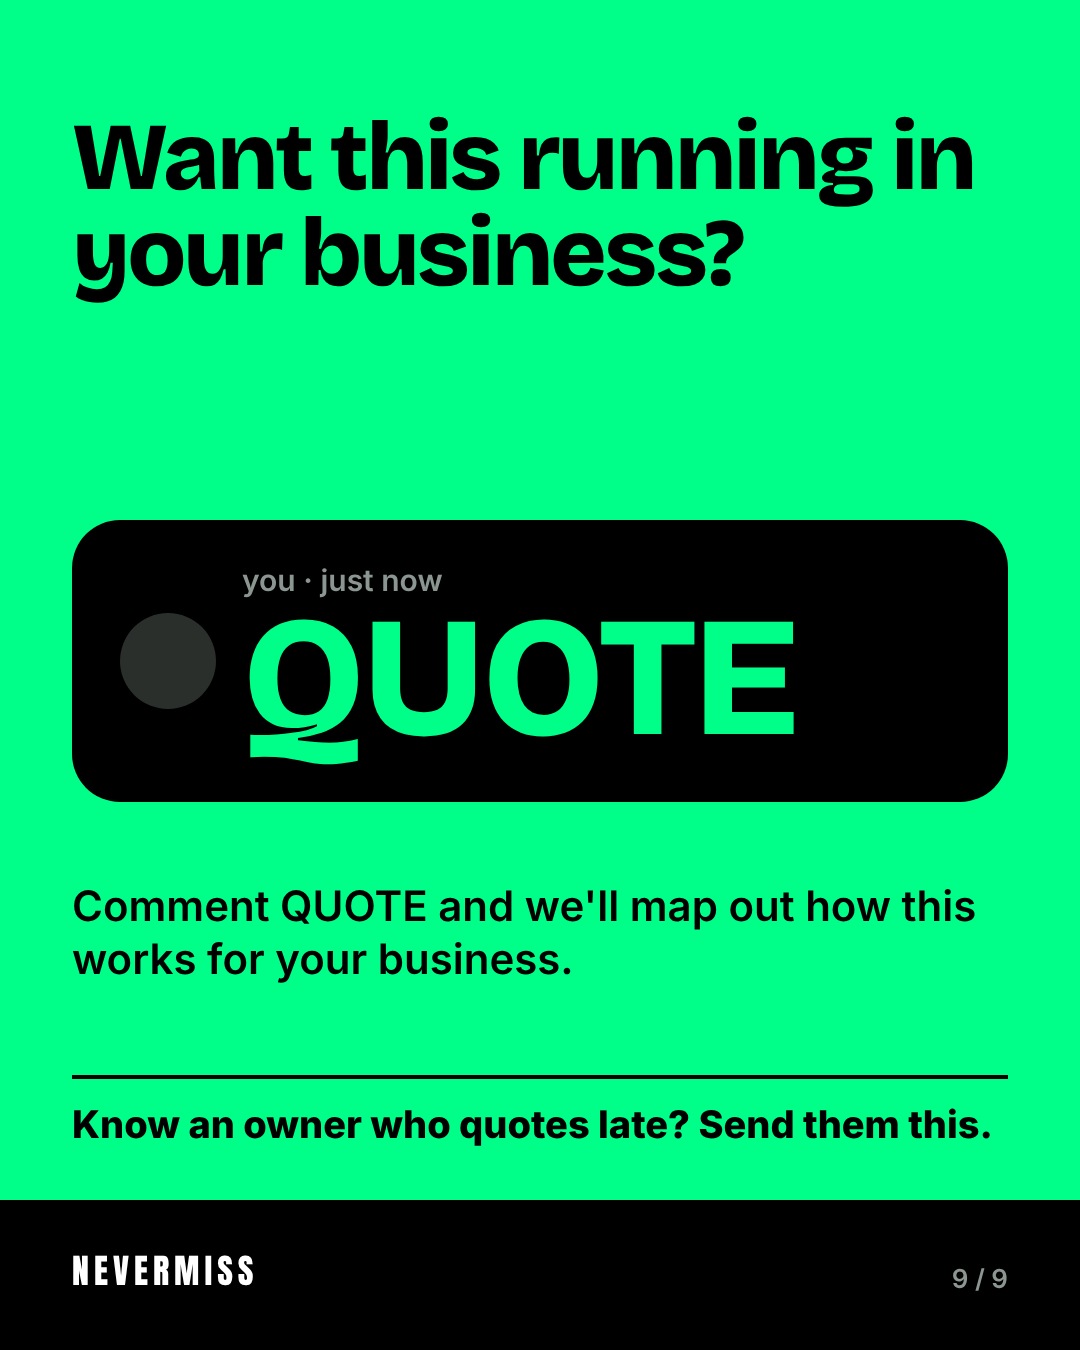 Want this running in
your business?
you · just now
QUOTE
Comment QUOTE and we'll map out how this
works for your business.
Know an owner who quotes late? Send them this.
NEVERMISS
9 / 9